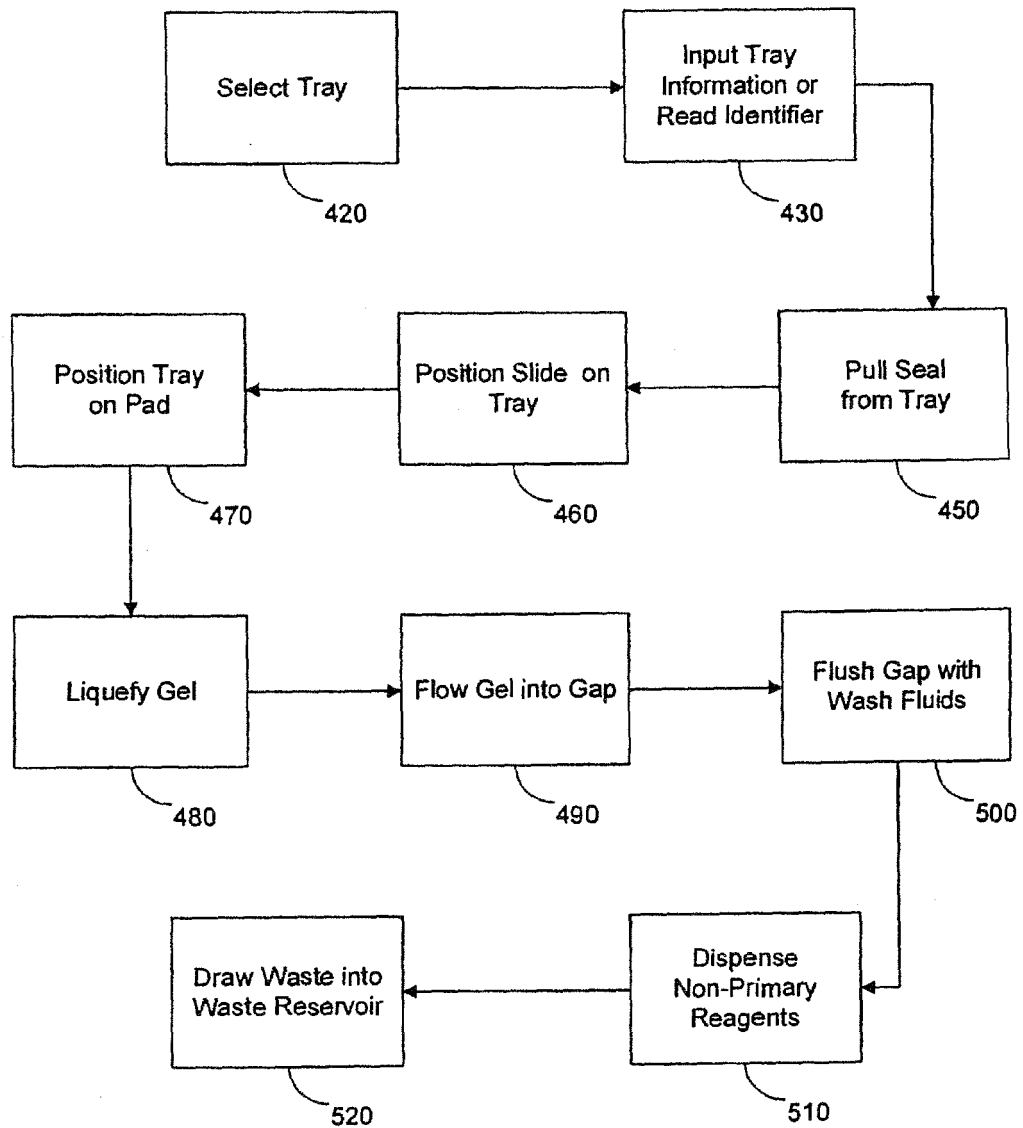 Select Tray
420
Input Tray
Information or
Read Identifier
430
Pull Seal
from Tray
450
Position Slide on
Tray
460
Position Tray
on Pad
470
Liquefy Gel
480
Flow Gel into Gap
490
Flush Gap with
Wash Fluids
500
Dispense
Non-Primary
Reagents
510
Draw Waste into
Waste Reservoir
520